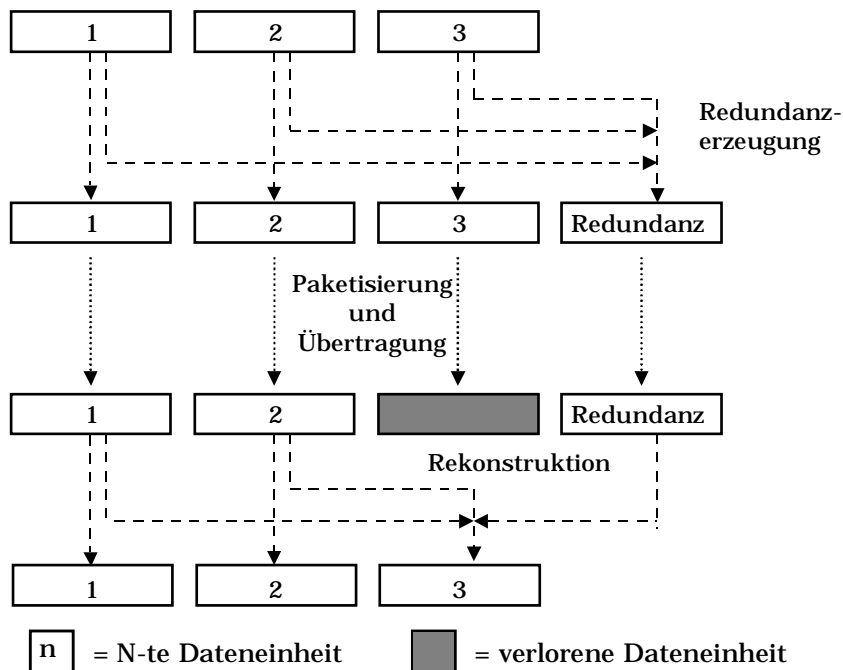 1 2 3
Redundanz-
erzeugung
1 2 3 Redundanz
Paketisierung
und
Übertragung
1 2 Redundanz
Rekonstruktion
1 2 3
n = N-te Dateneinheit = verlorene Dateneinheit